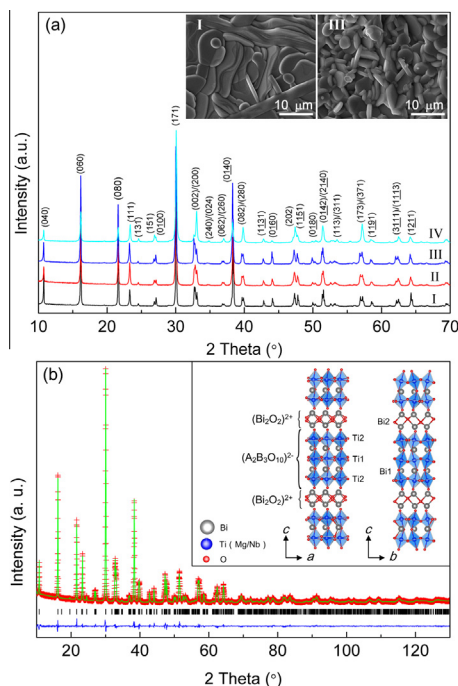 (a)
I
III
10 μm
10 μm
Intensity (a.u.)
(040)
(060)
(080)
(111)
(131)
(151)
(0100)
(171)
(002)/(200)
(240)/(024)
(062)/(260)
(0140)
(082)/(280)
(1131)
(0160)
(202)
(1151)
(0180)
(0142)/(2140)
(113)/(311)
(173)/(371)
(1191)
(3111)/(1113)
(1211)
IV
III
II
I
10 20 30 40 50 60 70
2 Theta (°)
(b)
Intensity (a. u.)
(Bi₂O₂)²⁺
(A₂B₃O₁₀)²⁻
(Bi₂O₂)²⁺
Ti2
Ti1
Ti2
Bi2
Bi1
Bi
Ti ( Mg/Nb )
O
c
a
c
b
20 40 60 80 100 120
2 Theta (°)